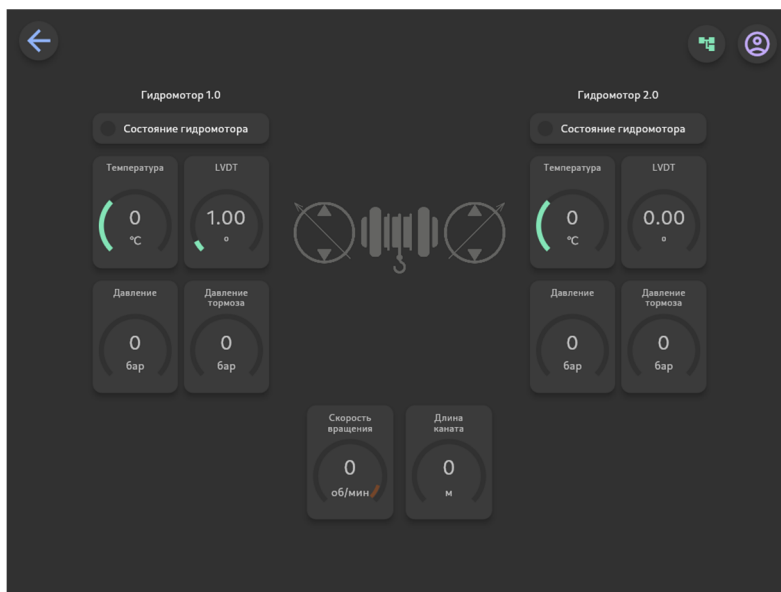 Гидромотор 1.0
Гидромотор 2.0
Состояние гидромотора
Состояние гидромотора
Температура
LVDT
Температура
LVDT
0
1.00
0
0.00
°C
°
°C
°
Давление
Давление
тормоза
Давление
Давление
тормоза
0
0
0
0
бар
бар
бар
бар
Скорость
вращения
Длина
каната
0
0
об/мин
м